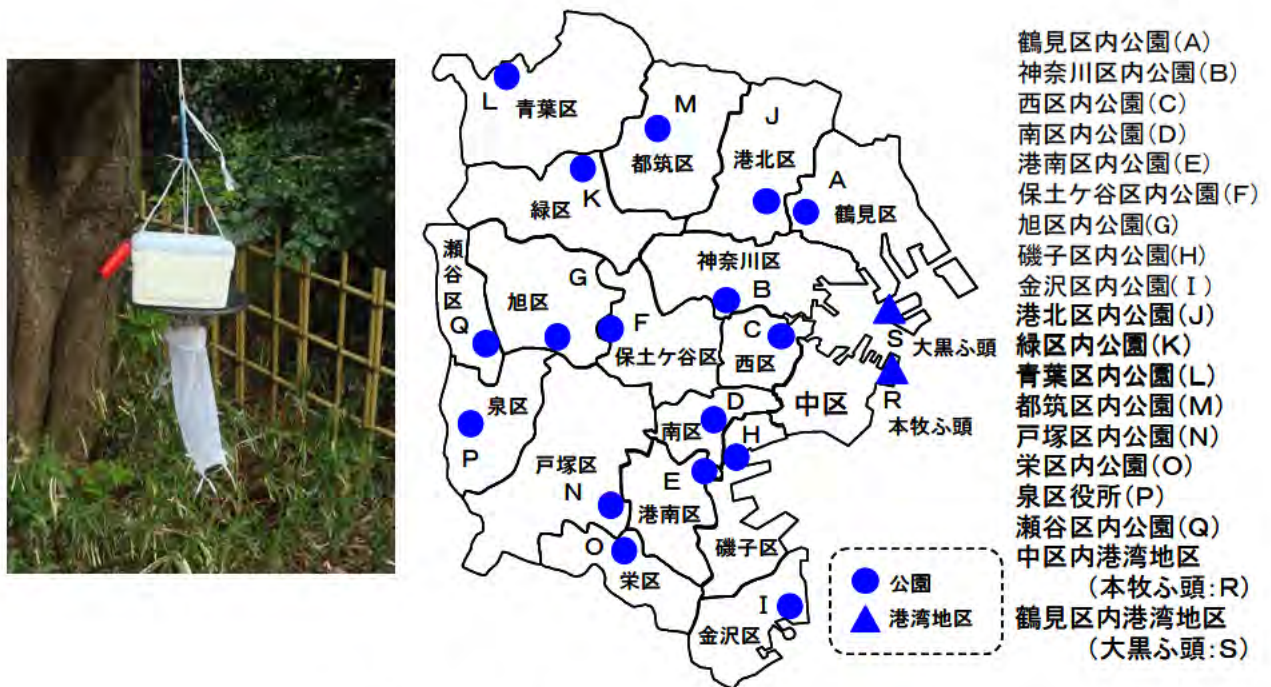 L
青葉区
M
都筑区
J
港北区
A
鶴見区
緑区
K
瀬谷区
Q
G
旭区
F
保土ケ谷区
神奈川区
B
C
西区
S
大黒ふ頭
中区
R
本牧ふ頭
泉区
P
D
南区
H
戸塚区
N
E
港南区
磯子区
O
栄区
I
金沢区
公園
港湾地区
鶴見区内公園(A)
神奈川区内公園(B)
西区内公園(C)
南区内公園(D)
港南区内公園(E)
保土ケ谷区内公園(F)
旭区内公園(G)
磯子区内公園(H)
金沢区内公園(I)
港北区内公園(J)
緑区内公園(K)
青葉区内公園(L)
都筑区内公園(M)
戸塚区内公園(N)
栄区内公園(O)
泉区役所(P)
瀬谷区内公園(Q)
中区内港湾地区
(本牧ふ頭:R)
鶴見区内港湾地区
(大黒ふ頭:S)